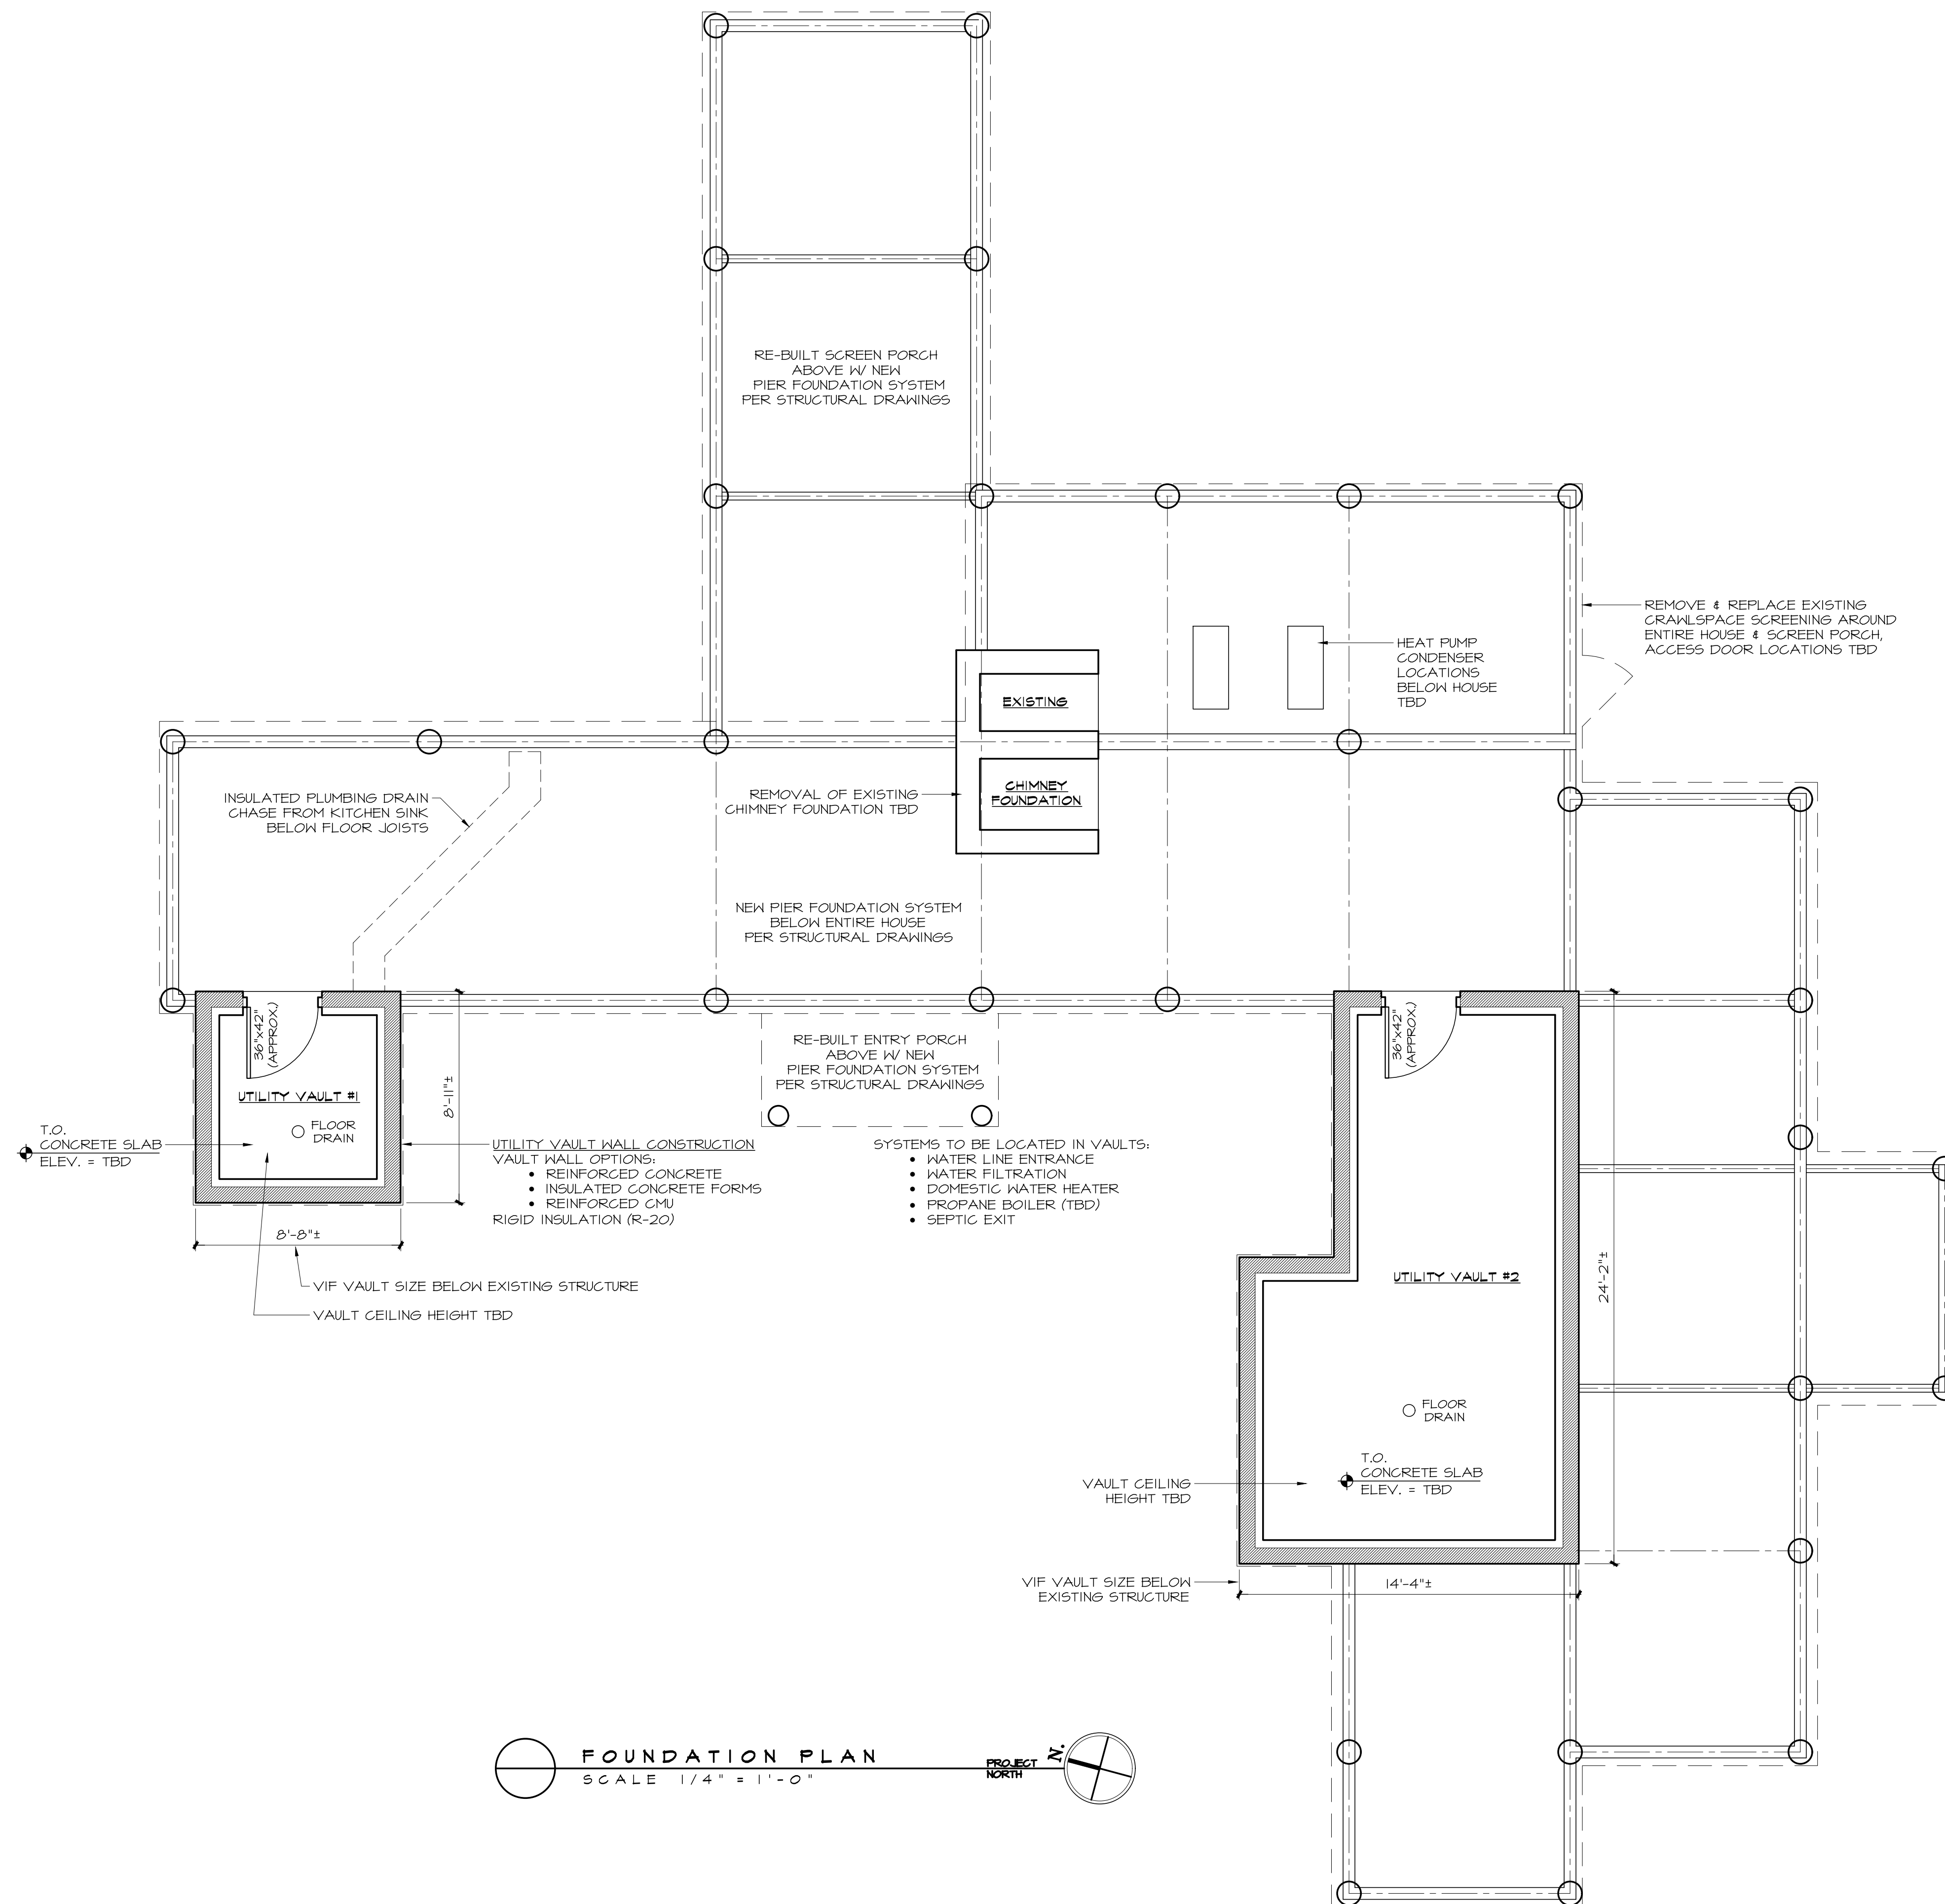 RE-BUILT SCREEN PORCH
ABOVE W/ NEW
PIER FOUNDATION SYSTEM
PER STRUCTURAL DRAWINGS
REMOVE & REPLACE EXISTING
CRAWLSPACE SCREENING AROUND
ENTIRE HOUSE & SCREEN PORCH,
ACCESS DOOR LOCATIONS TBD
HEAT PUMP
CONDENSER
LOCATIONS
BELOW HOUSE
TBD
EXISTING
CHIMNEY
FOUNDATION
INSULATED PLUMBING DRAIN
CHASE FROM KITCHEN SINK
BELOW FLOOR JOISTS
REMOVAL OF EXISTING
CHIMNEY FOUNDATION TBD
NEW PIER FOUNDATION SYSTEM
BELOW ENTIRE HOUSE
PER STRUCTURAL DRAWINGS
36"x42"
(APPROX.)
UTILITY VAULT #1
FLOOR
DRAIN
8'-11"±
RE-BUILT ENTRY PORCH
ABOVE W/ NEW
PIER FOUNDATION SYSTEM
PER STRUCTURAL DRAWINGS
36"x42"
(APPROX.)
T.O.
CONCRETE SLAB
ELEV. = TBD
UTILITY VAULT WALL CONSTRUCTION
VAULT WALL OPTIONS:
• REINFORCED CONCRETE
• INSULATED CONCRETE FORMS
• REINFORCED CMU
RIGID INSULATION (R-20)
SYSTEMS TO BE LOCATED IN VAULTS:
• WATER LINE ENTRANCE
• WATER FILTRATION
• DOMESTIC WATER HEATER
• PROPANE BOILER (TBD)
• SEPTIC EXIT
8'-8"±
VIF VAULT SIZE BELOW EXISTING STRUCTURE
VAULT CEILING HEIGHT TBD
UTILITY VAULT #2
24'-2"±
FLOOR
DRAIN
T.O.
CONCRETE SLAB
ELEV. = TBD
VAULT CEILING
HEIGHT TBD
VIF VAULT SIZE BELOW
EXISTING STRUCTURE
14'-4"±
FOUNDATION PLAN
SCALE 1/4" = 1'-0"
PROJECT
NORTH
N.